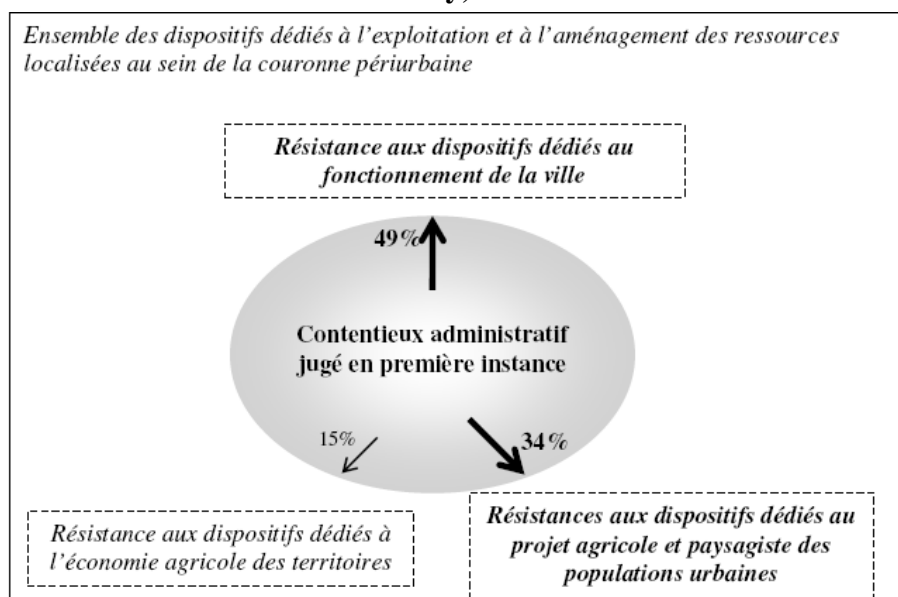 Ensemble des dispositifs dédiés à l'exploitation et à l'aménagement des ressources
localisées au sein de la couronne périurbaine
Résistance aux dispositifs dédiés au
fonctionnement de la ville
49%
Contentieux administratif
jugé en première instance
15%
34%
Résistance aux dispositifs dédiés à
l'économie agricole des territoires
Résistances aux dispositifs dédiés au
projet agricole et paysagiste des
populations urbaines